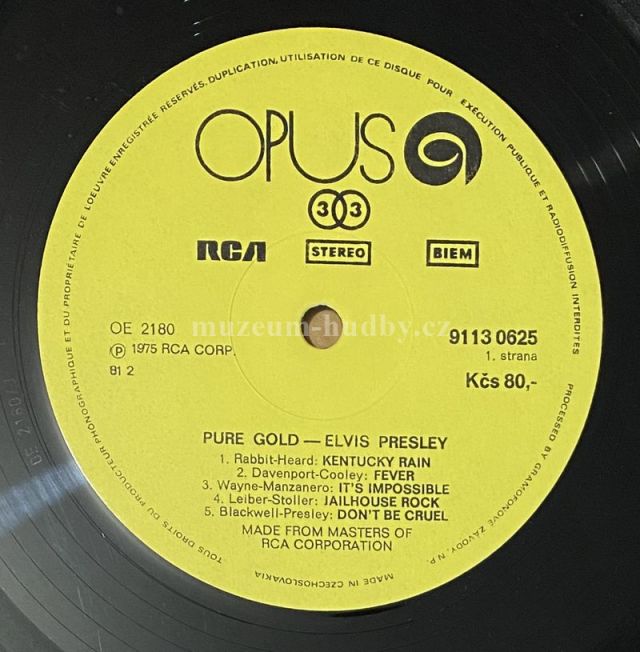 TOUS DROITS DU PRODUCTEUR PHONOGRAPHIQUE ET DU PROPRIÉTAIRE DE L'OEUVRE ENREGISTRÉE RÉSERVÉS, DUPLICATION, UTILISATION DE CE DISQUE POUR EXÉCUTION PUBLIQUE ET RADIODIFFUSION INTERDITES
PROCESSED BY GRAMOFONOVÉ ZÁVODY, N.P.
MADE IN CZECHOSLOVAKIA
OPUS
33
RCA STEREO BIEM
OE 2180
℗ 1975 RCA CORP.
81 2
muzeum-hudby.cz
9113 0625
1. strana
Kčs 80,-
PURE GOLD — ELVIS PRESLEY
1. Rabbit-Heard: KENTUCKY RAIN
2. Davenport-Cooley: FEVER
3. Wayne-Manzanero: IT'S IMPOSSIBLE
4. Leiber-Stoller: JAILHOUSE ROCK
5. Blackwell-Presley: DON'T BE CRUEL
MADE FROM MASTERS OF
RCA CORPORATION